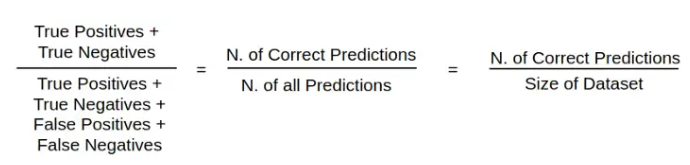 True Positives +
True Negatives
True Positives +
True Negatives +
False Positives +
False Negatives
=
N. of Correct Predictions
N. of all Predictions
=
N. of Correct Predictions
Size of Dataset